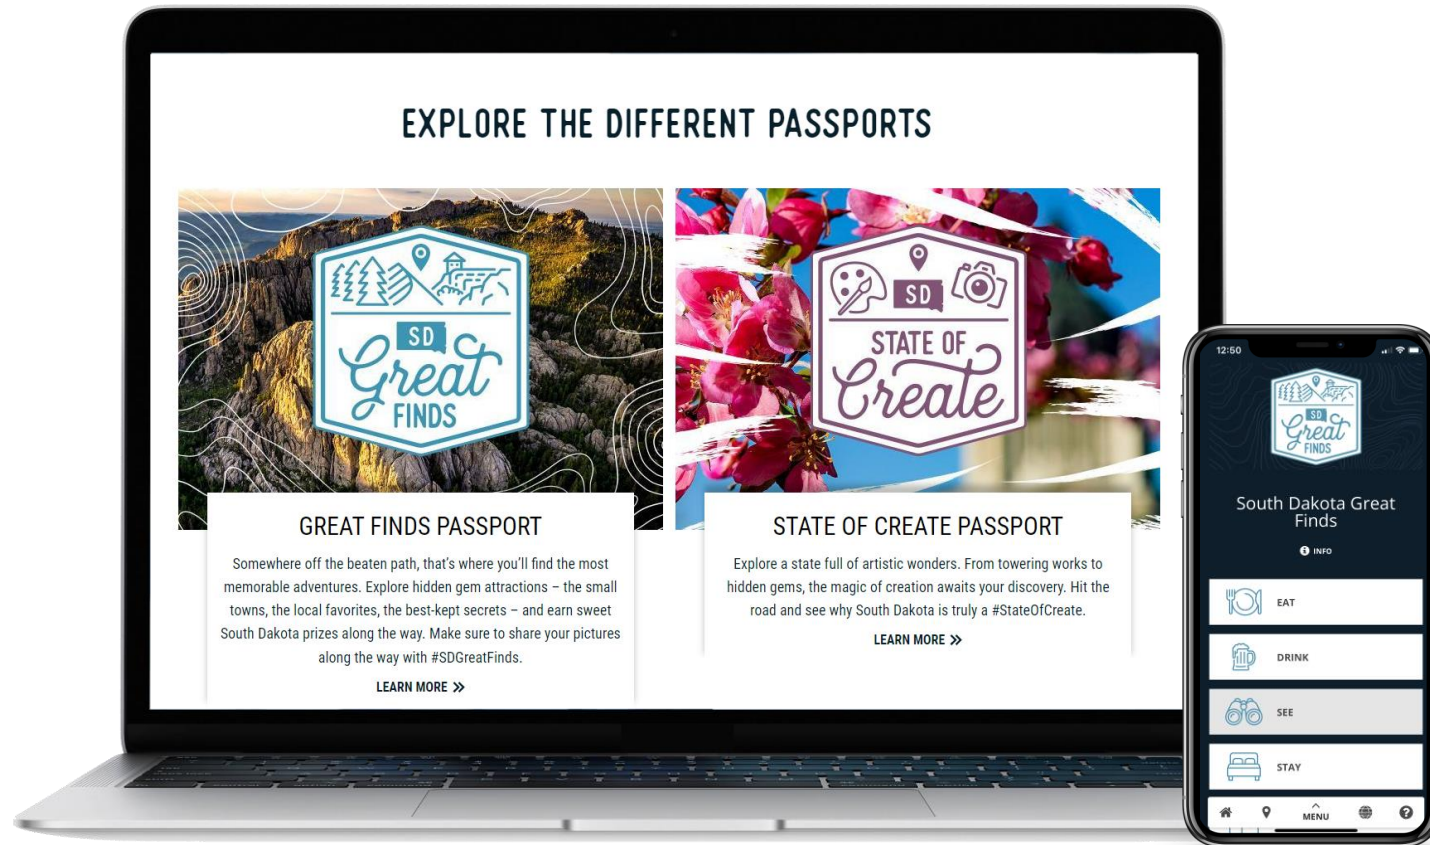 EXPLORE THE DIFFERENT PASSPORTS
SD
Great
FINDS
GREAT FINDS PASSPORT
Somewhere off the beaten path, that's where you'll find the most
memorable adventures. Explore hidden gem attractions – the small
towns, the local favorites, the best-kept secrets – and earn sweet
South Dakota prizes along the way. Make sure to share your pictures
along the way with #SDGreatFinds.
LEARN MORE
SD
STATE OF
Create
STATE OF CREATE PASSPORT
Explore a state full of artistic wonders. From towering works to
hidden gems, the magic of creation awaits your discovery. Hit the
road and see why South Dakota is truly a #StateOfCreate.
LEARN MORE
12:50
SD
Great
FINDS
South Dakota Great
Finds
INFO
EAT
DRINK
SEE
STAY
MENU